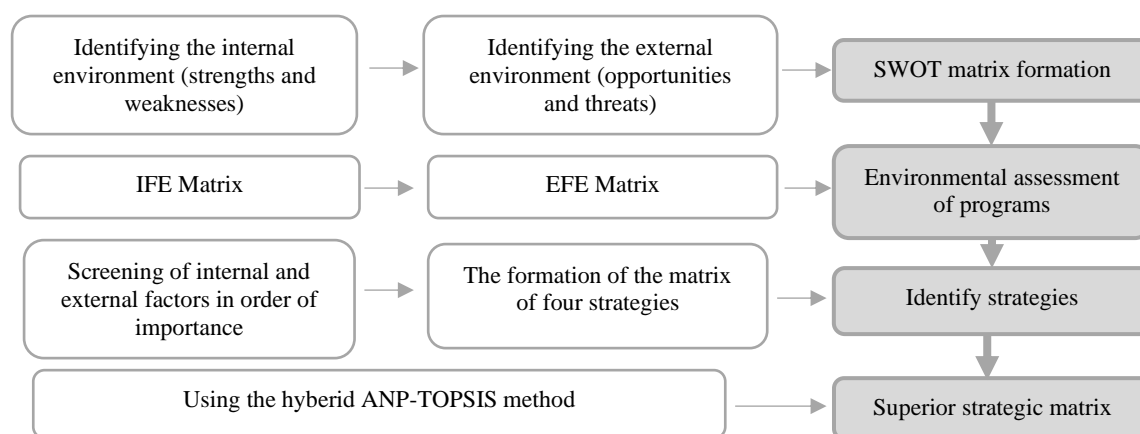 Identifying the internal
environment (strengths and
weaknesses)
Identifying the external
environment (opportunities
and threats)
SWOT matrix formation
IFE Matrix
EFE Matrix
Environmental assessment
of programs
Screening of internal and
external factors in order of
importance
The formation of the matrix
of four strategies
Identify strategies
Using the hyberid ANP-TOPSIS method
Superior strategic matrix